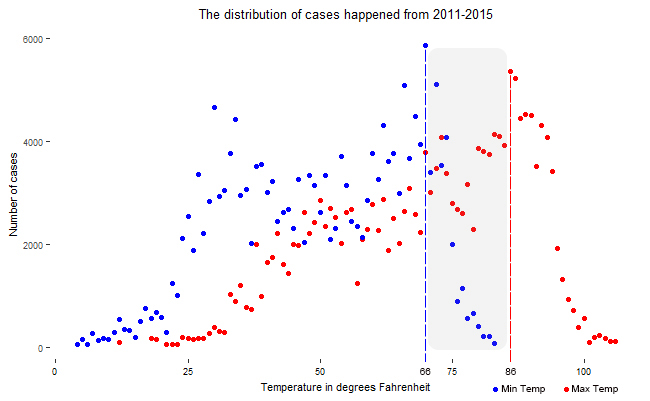 The distribution of cases happened from 2011-2015
Number of cases
6000
4000
2000
0
0 25 50 66 75 86 100
Temperature in degrees Fahrenheit
Min Temp Max Temp